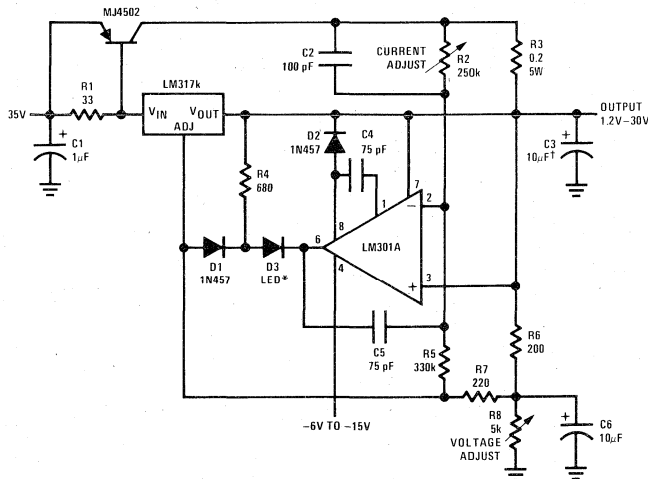 MJ4502
R1
33
35V
C1
1μF
LM317k
VIN
VOUT
ADJ
C2
100 pF
CURRENT
ADJUST
R2
250k
R3
0.2
5W
OUTPUT
1.2V–30V
C3
10μF†
D2
1N457
C4
75 pF
R4
680
8
1
7
2
–
LM301A
6
4
+
3
D1
1N457
D3
LED*
C5
75 pF
R5
330k
R6
200
R7
220
R8
5k
VOLTAGE
ADJUST
C6
10μF
–6V TO –15V
+
+
+